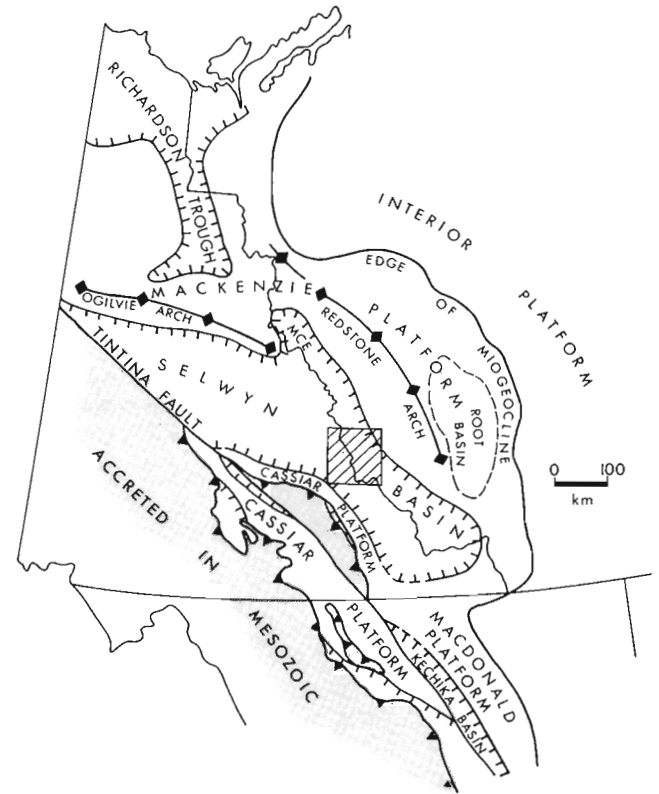 RICHARDSON
TROUGH
INTERIOR
PLATFORM
EDGE
OF
MIOGEOCLINE
MACKENZIE
PLATFORM
OGILVIE
ARCH
REDSTONE
ARCH
MCE
ROOT
BASIN
TINTINA FAULT
SELWYN
BASIN
0 100
km
CASSIAR
PLATFORM
CASSIAR
PLATFORM
ACCRETED
IN
MESOZOIC
MACDONALD
PLATFORM
KECHIKA
BASIN